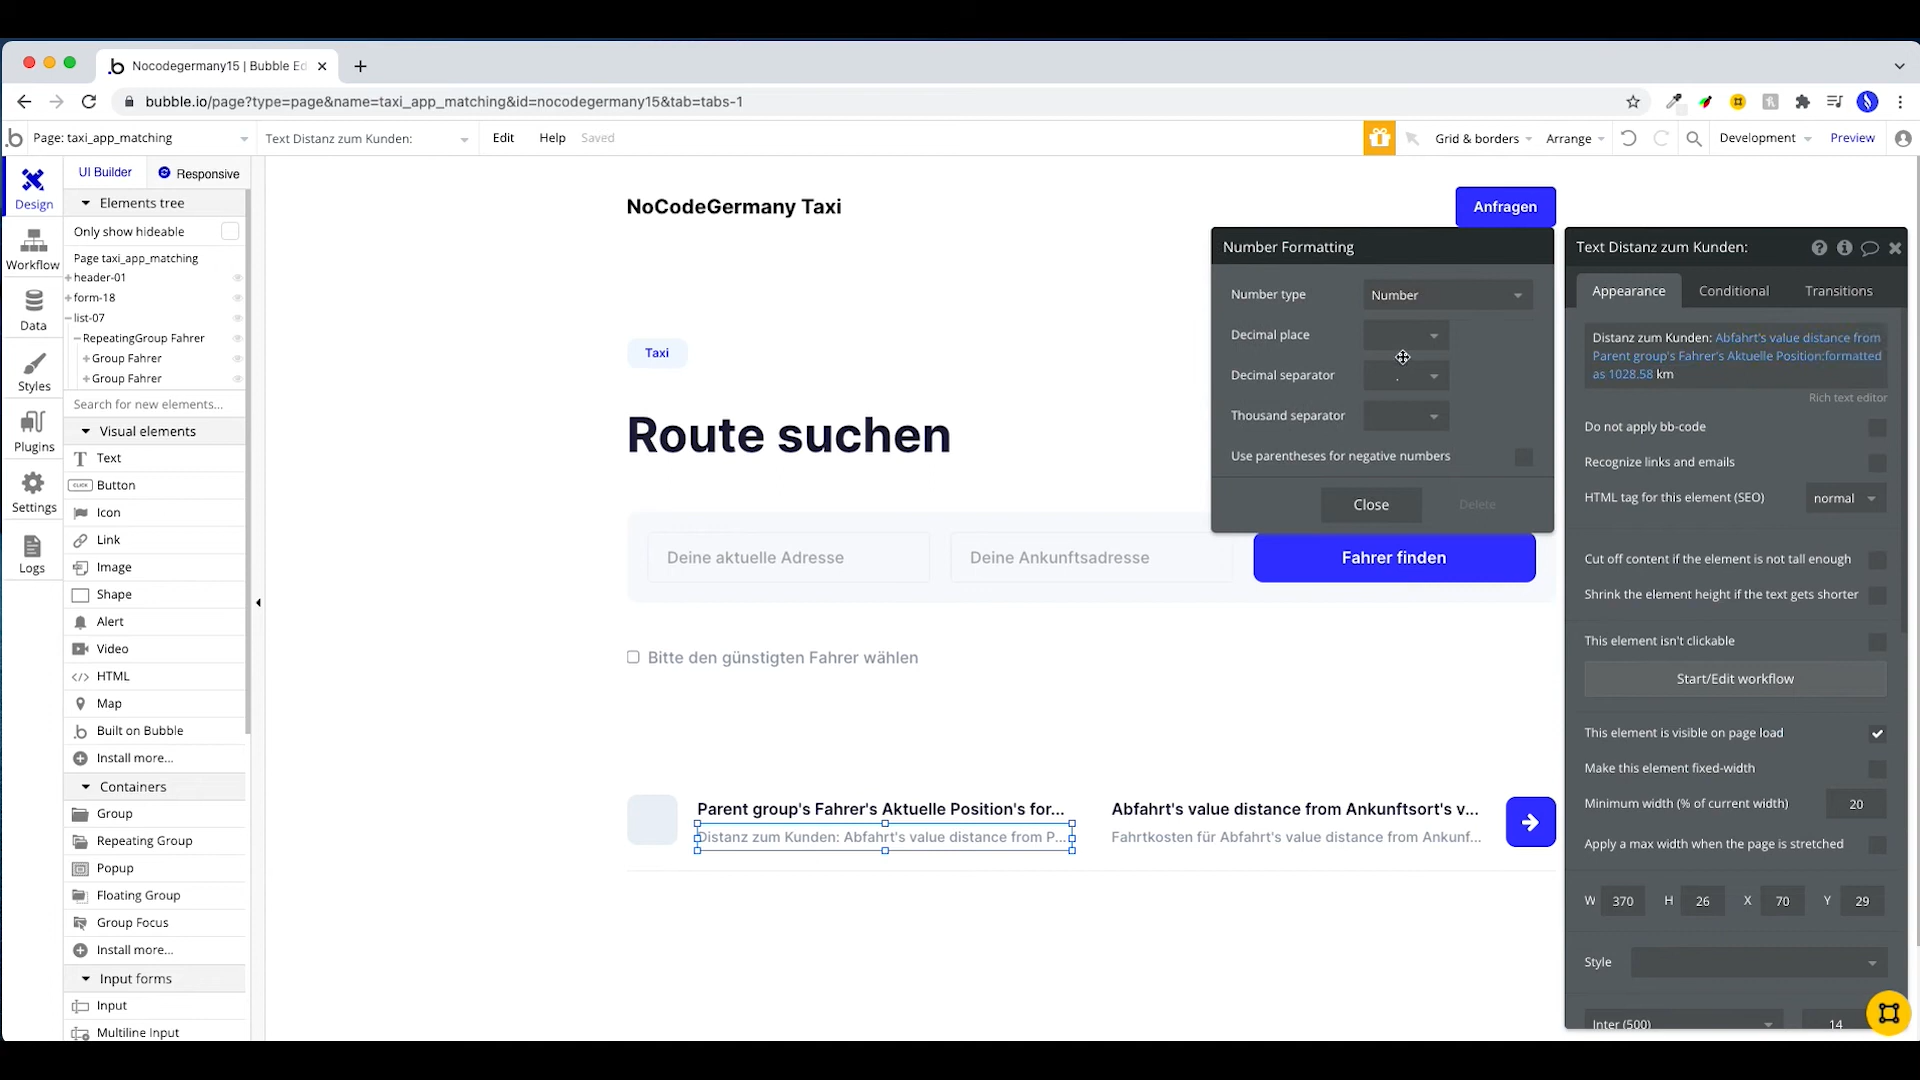 Nocodegermany15 | Bubble Ed
bubble.io/page?type=page&name=taxi_app_matching&id=nocodegermany15&tab=tabs-1
Page: taxi_app_matching
Text Distanz zum Kunden:
Edit
Help
Saved
Grid & borders
Arrange
Development
Preview
Design
Workflow
Data
Styles
Plugins
Settings
Logs
UI Builder
Responsive
Elements tree
Only show hideable
Page taxi_app_matching
header-01
form-18
list-07
RepeatingGroup Fahrer
Group Fahrer
Group Fahrer
Search for new elements...
Visual elements
Text
CLICK Button
Icon
Link
Image
Shape
Alert
Video
HTML
Map
Built on Bubble
Install more...
Containers
Group
Repeating Group
Popup
Floating Group
Group Focus
Install more...
Input forms
Input
Multiline Input
NoCodeGermany Taxi
Anfragen
Taxi
Route suchen
Deine aktuelle Adresse
Deine Ankunftsadresse
Fahrer finden
Bitte den günstigten Fahrer wählen
Parent group's Fahrer's Aktuelle Position's for...
Distanz zum Kunden: Abfahrt's value distance from P...
Abfahrt's value distance from Ankunftsort's v...
Fahrtkosten für Abfahrt's value distance from Ankunf...
Number Formatting
Number type
Number
Decimal place
Decimal separator
.
Thousand separator
Use parentheses for negative numbers
Close
Delete
Text Distanz zum Kunden:
Appearance
Conditional
Transitions
Distanz zum Kunden: Abfahrt's value distance from
Parent group's Fahrer's Aktuelle Position:formatted
as 1028.58 km
Rich text editor
Do not apply bb-code
Recognize links and emails
HTML tag for this element (SEO)
normal
Cut off content if the element is not tall enough
Shrink the element height if the text gets shorter
This element isn't clickable
Start/Edit workflow
This element is visible on page load
Make this element fixed-width
Minimum width (% of current width)
20
Apply a max width when the page is stretched
W 370 H 26 X 70 Y 29
Style
Inter (500)
14